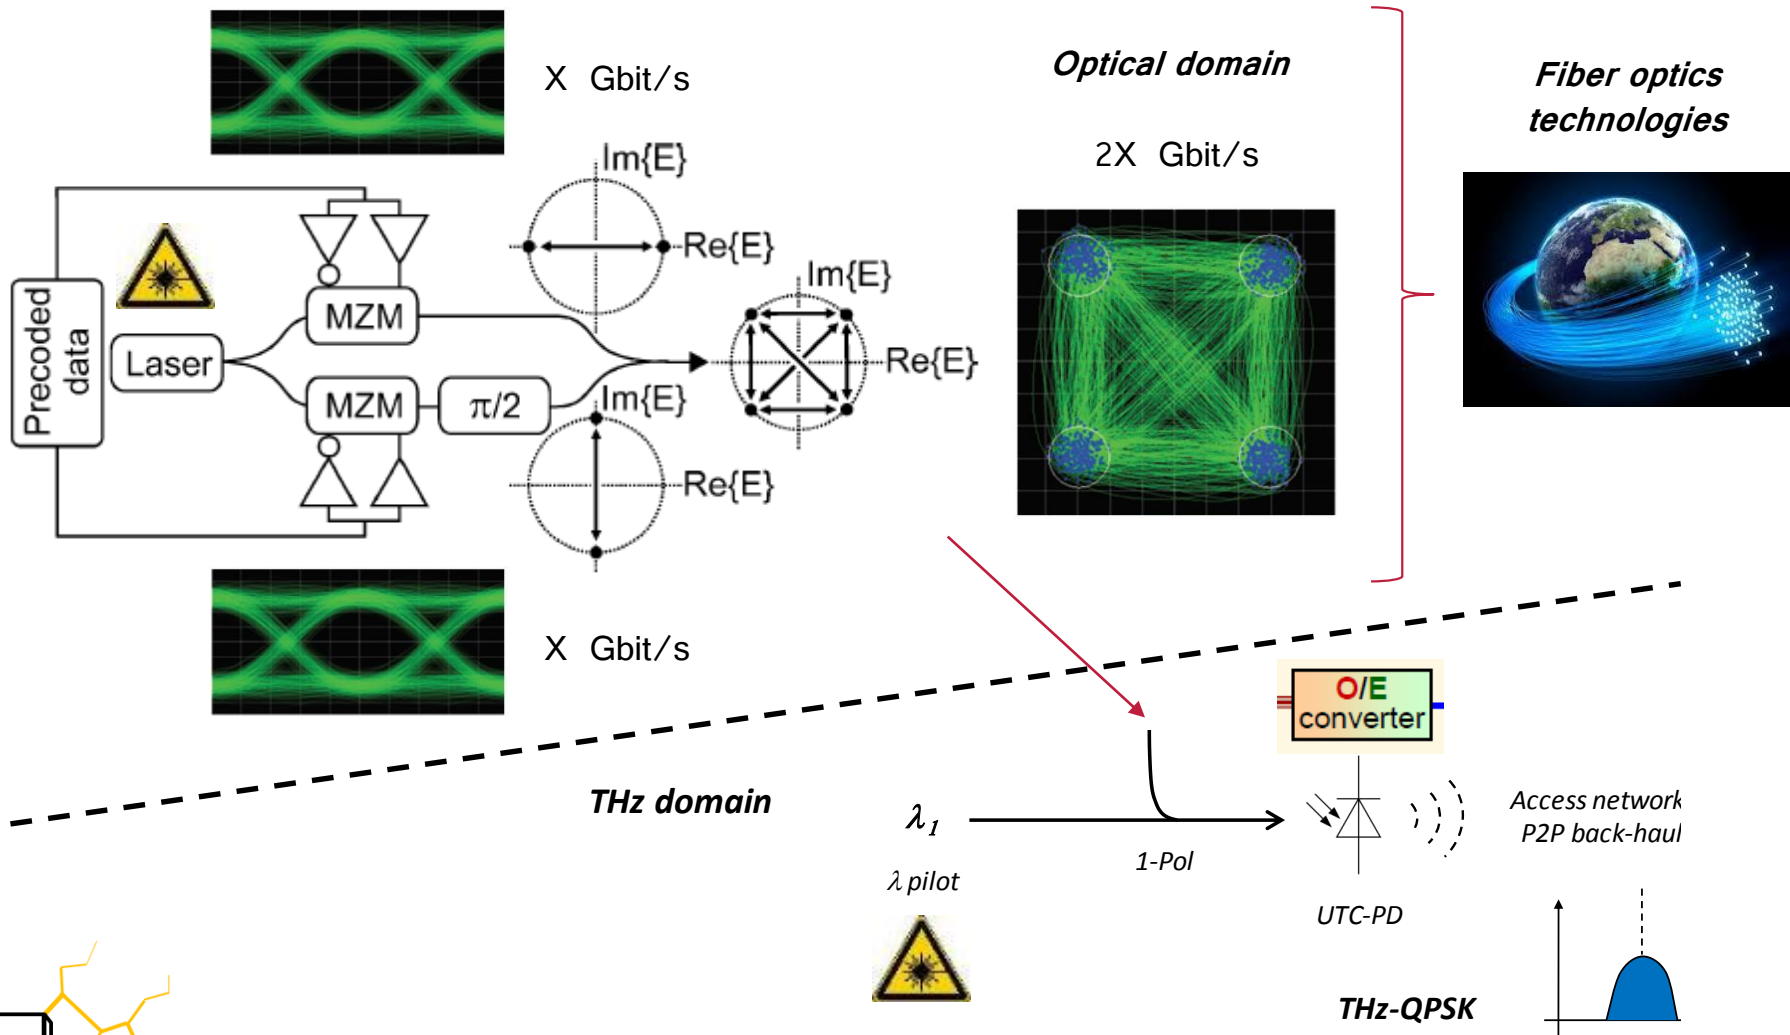 X Gbit/s
Optical domain
Fiber optics
technologies
2X Gbit/s
Im{E}
Re{E}
Precoded
data
Laser
MZM
MZM
π/2
Im{E}
Re{E}
Im{E}
Re{E}
X Gbit/s
O/E
converter
THz domain
λ1
1-Pol
λ pilot
Access network
P2P back-haul
UTC-PD
THz-QPSK